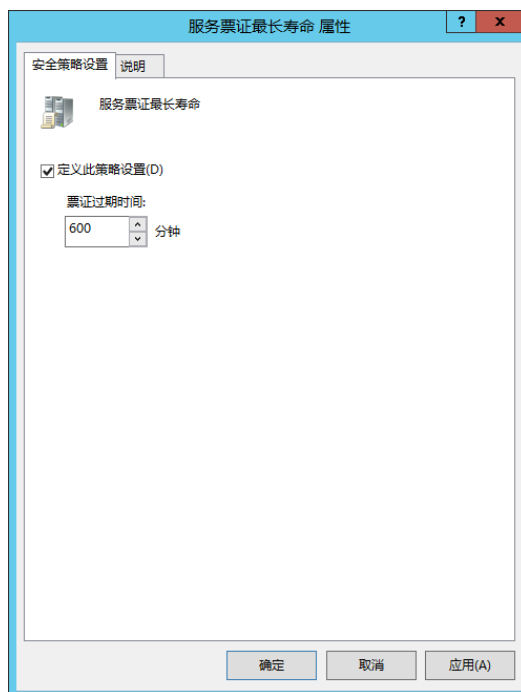 服务票证最长寿命 属性
?
x
安全策略设置 说明
服务票证最长寿命
定义此策略设置(D)
票证过期时间:
600 分钟
确定 取消 应用(A)